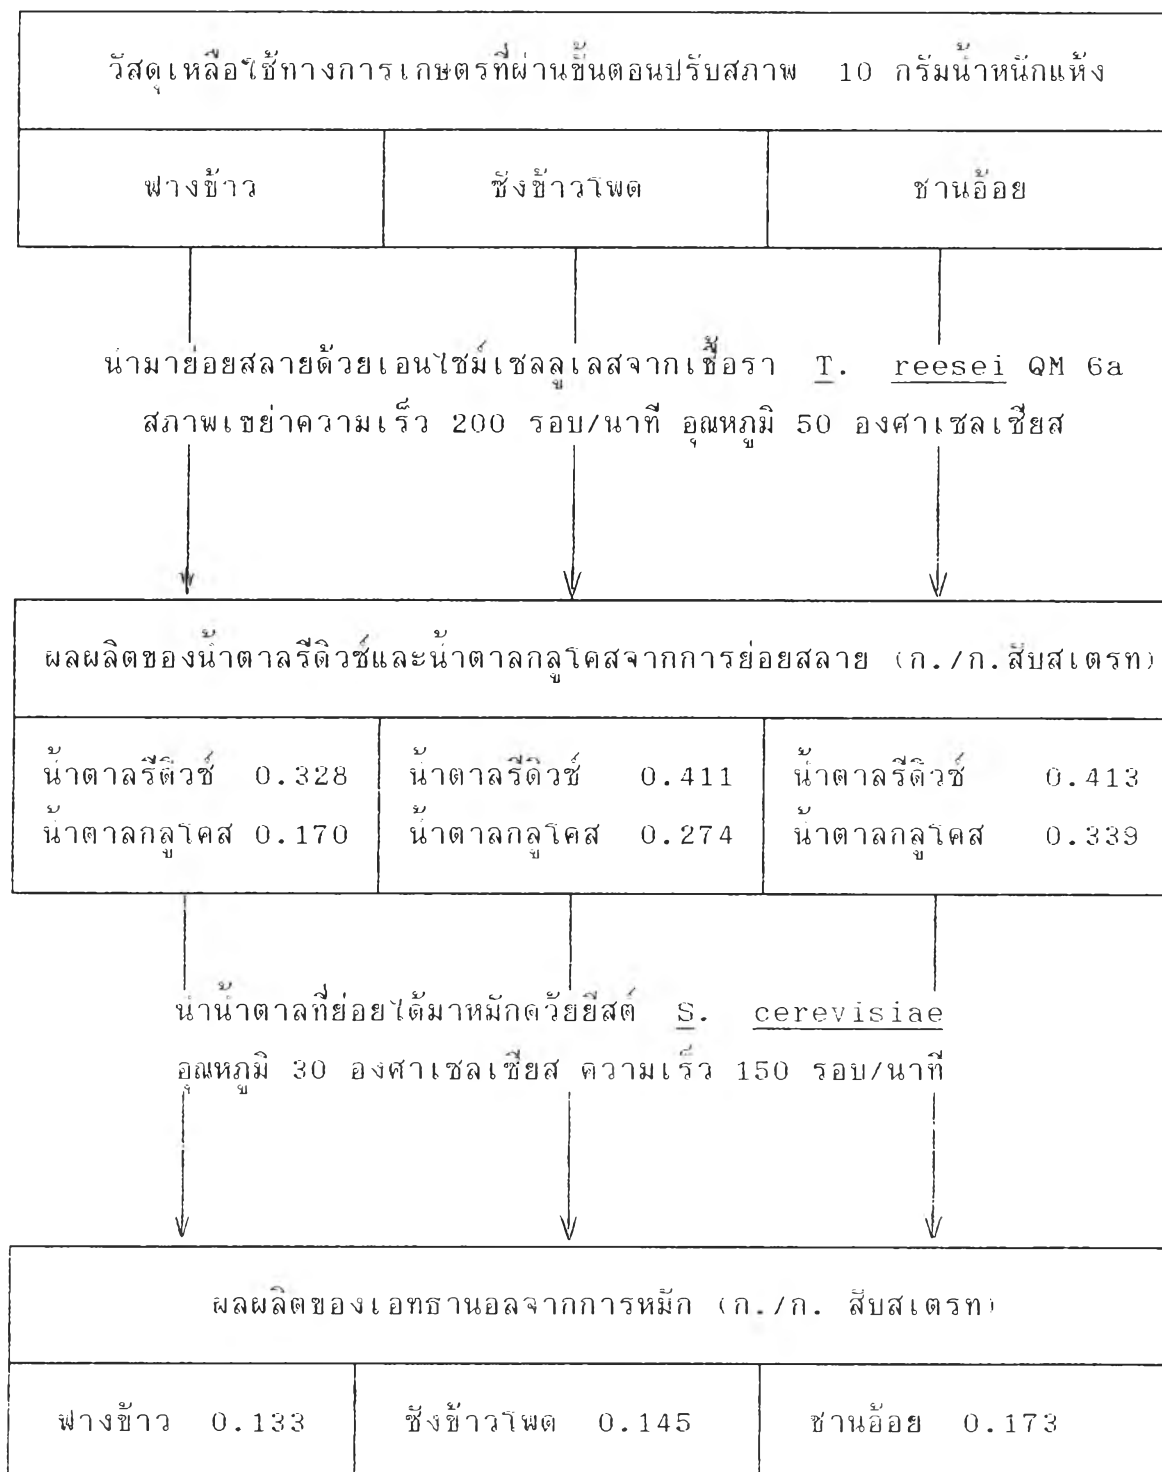 วัสดุเหลือใช้ทางการเกษตรที่ผ่านขั้นตอนปรับสภาพ 10 กรัมน้ำหนักแห้ง
ฟางข้าว ซังข้าวโพด ชานอ้อย
นำมาย่อยสลายด้วยเอนไซม์เซลลูเลสจากเชื้อรา T. reesei QM 6a
สภาพเขย่าความเร็ว 200 รอบ/นาที อุณหภูมิ 50 องศาเซลเซียส
ผลผลิตของน้ำตาลรีดิวซ์และน้ำตาลกลูโคสจากการย่อยสลาย (ก./ก.สับสเตรท)
น้ำตาลรีดิวซ์ 0.328 น้ำตาลรีดิวซ์ 0.411 น้ำตาลรีดิวซ์ 0.413
น้ำตาลกลูโคส 0.170 น้ำตาลกลูโคส 0.274 น้ำตาลกลูโคส 0.339
นำน้ำตาลที่ย่อยได้มาหมักดวัยยีสต์ S. cerevisiae
อุณหภูมิ 30 องศาเซลเซียส ความเร็ว 150 รอบ/นาที
ผลผลิตของเอทธานอลจากการหมัก (ก./ก. สับสเตรท)
ฟางข้าว 0.133 ซังข้าวโพด 0.145 ชานอ้อย 0.173